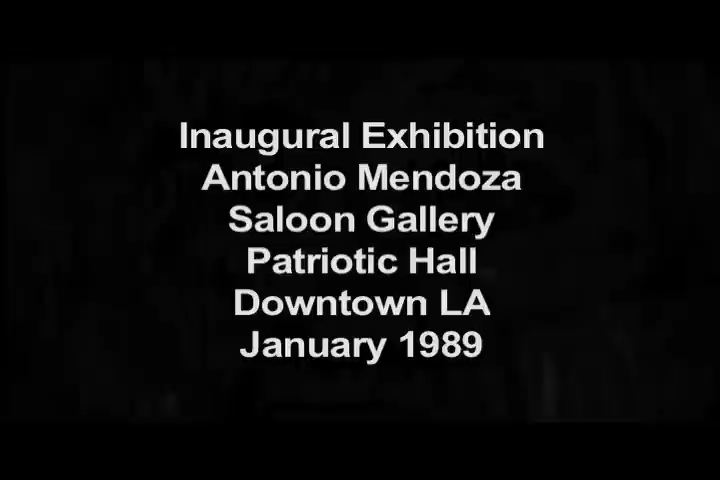 Inaugural Exhibition
Antonio Mendoza
Saloon Gallery
Patriotic Hall
Downtown LA
January 1989